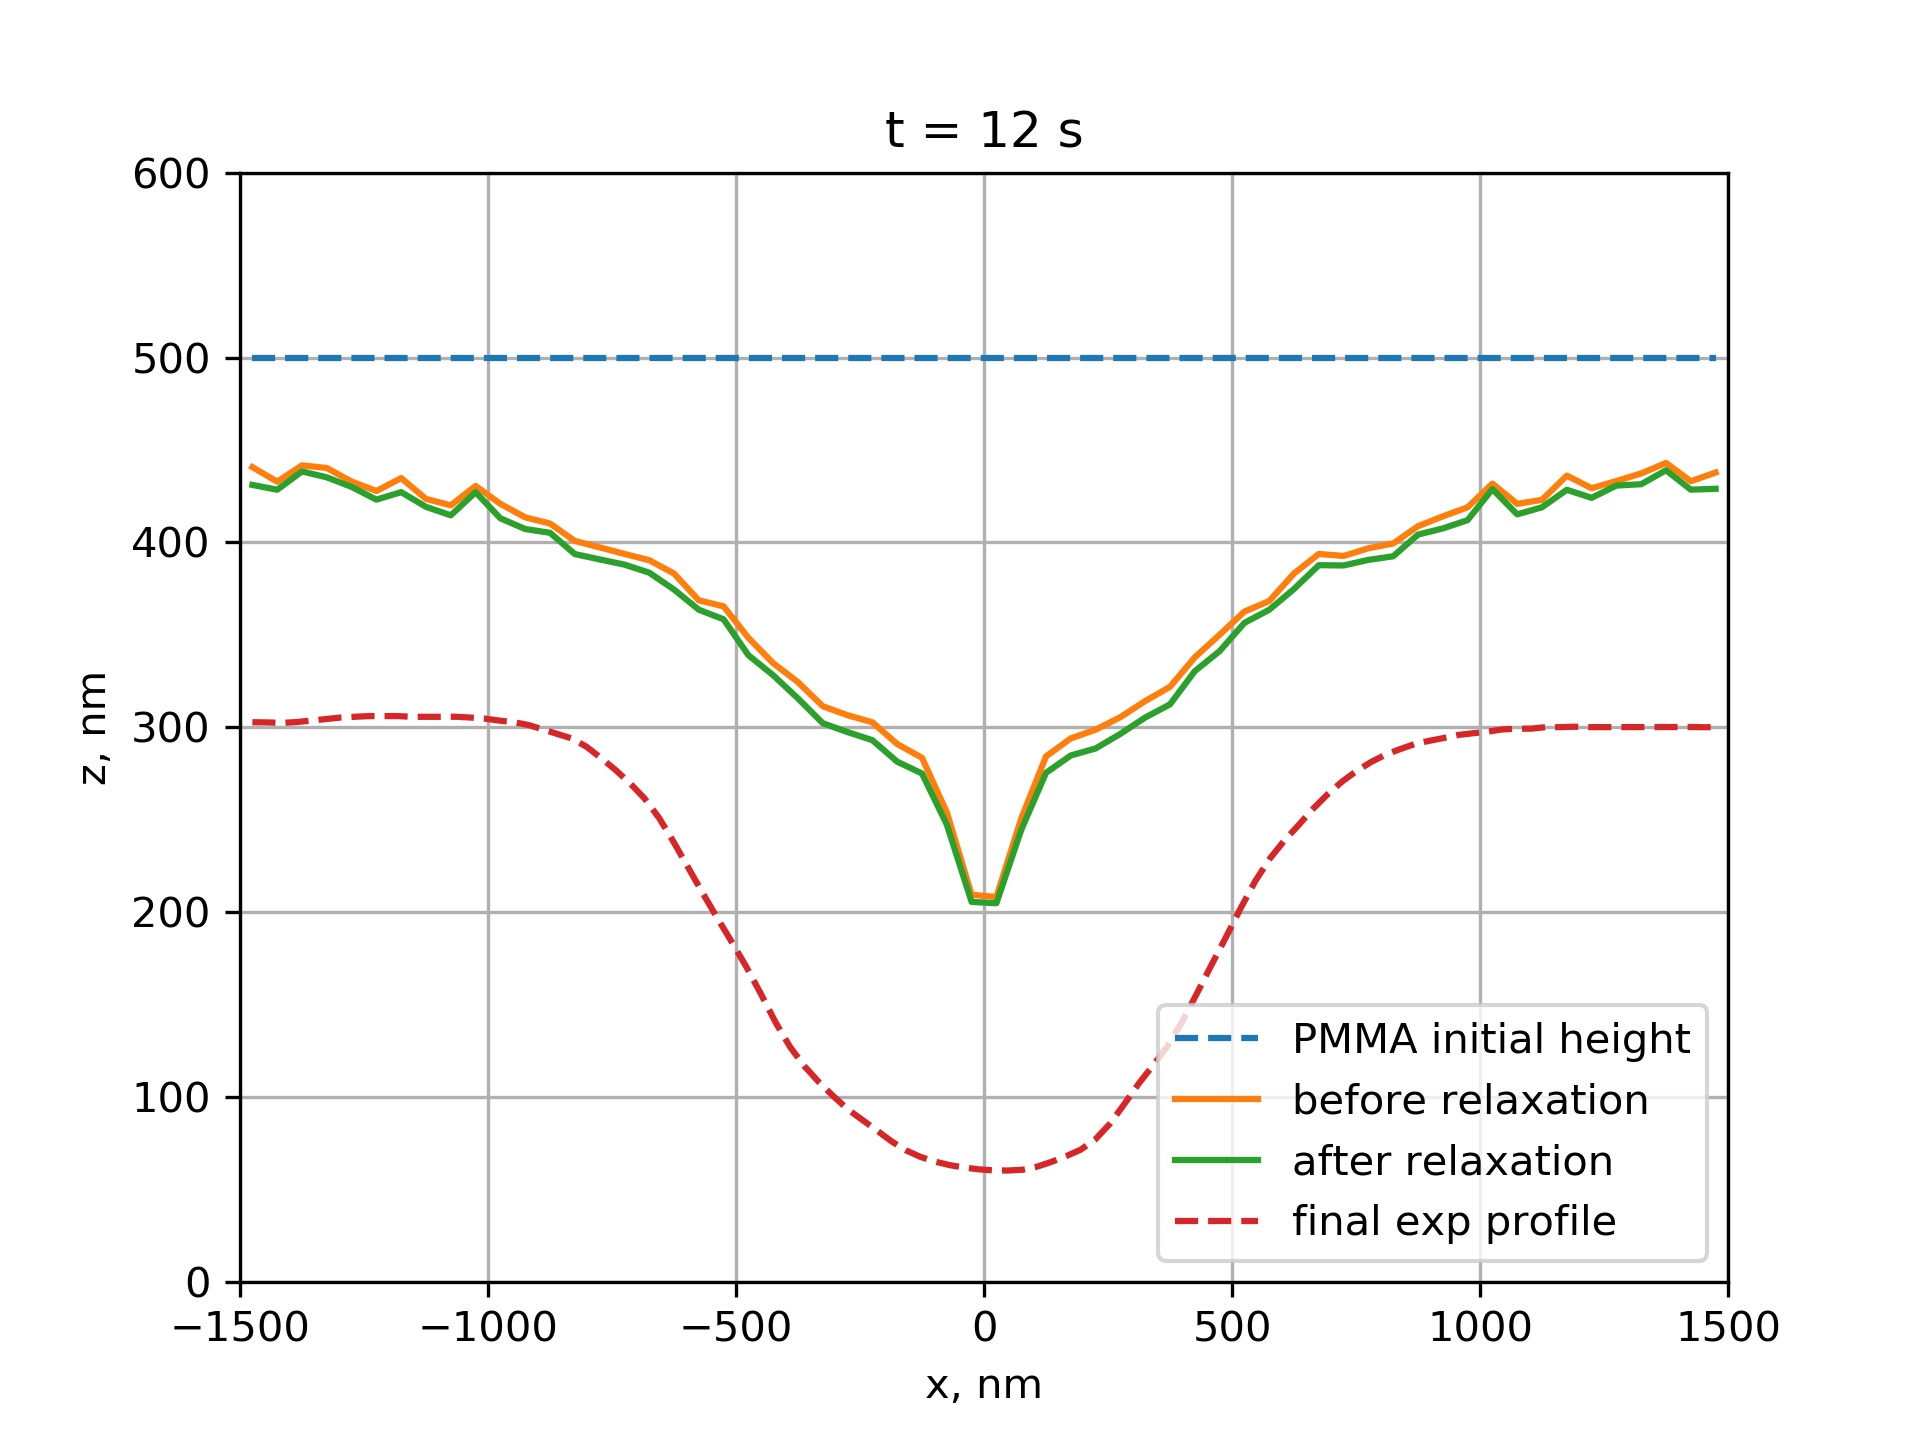 t = 12 s
600
500
400
300
200
100
0
z, nm
−1500 −1000 −500 0 500 1000 1500
x, nm
PMMA initial height
before relaxation
after relaxation
final exp profile